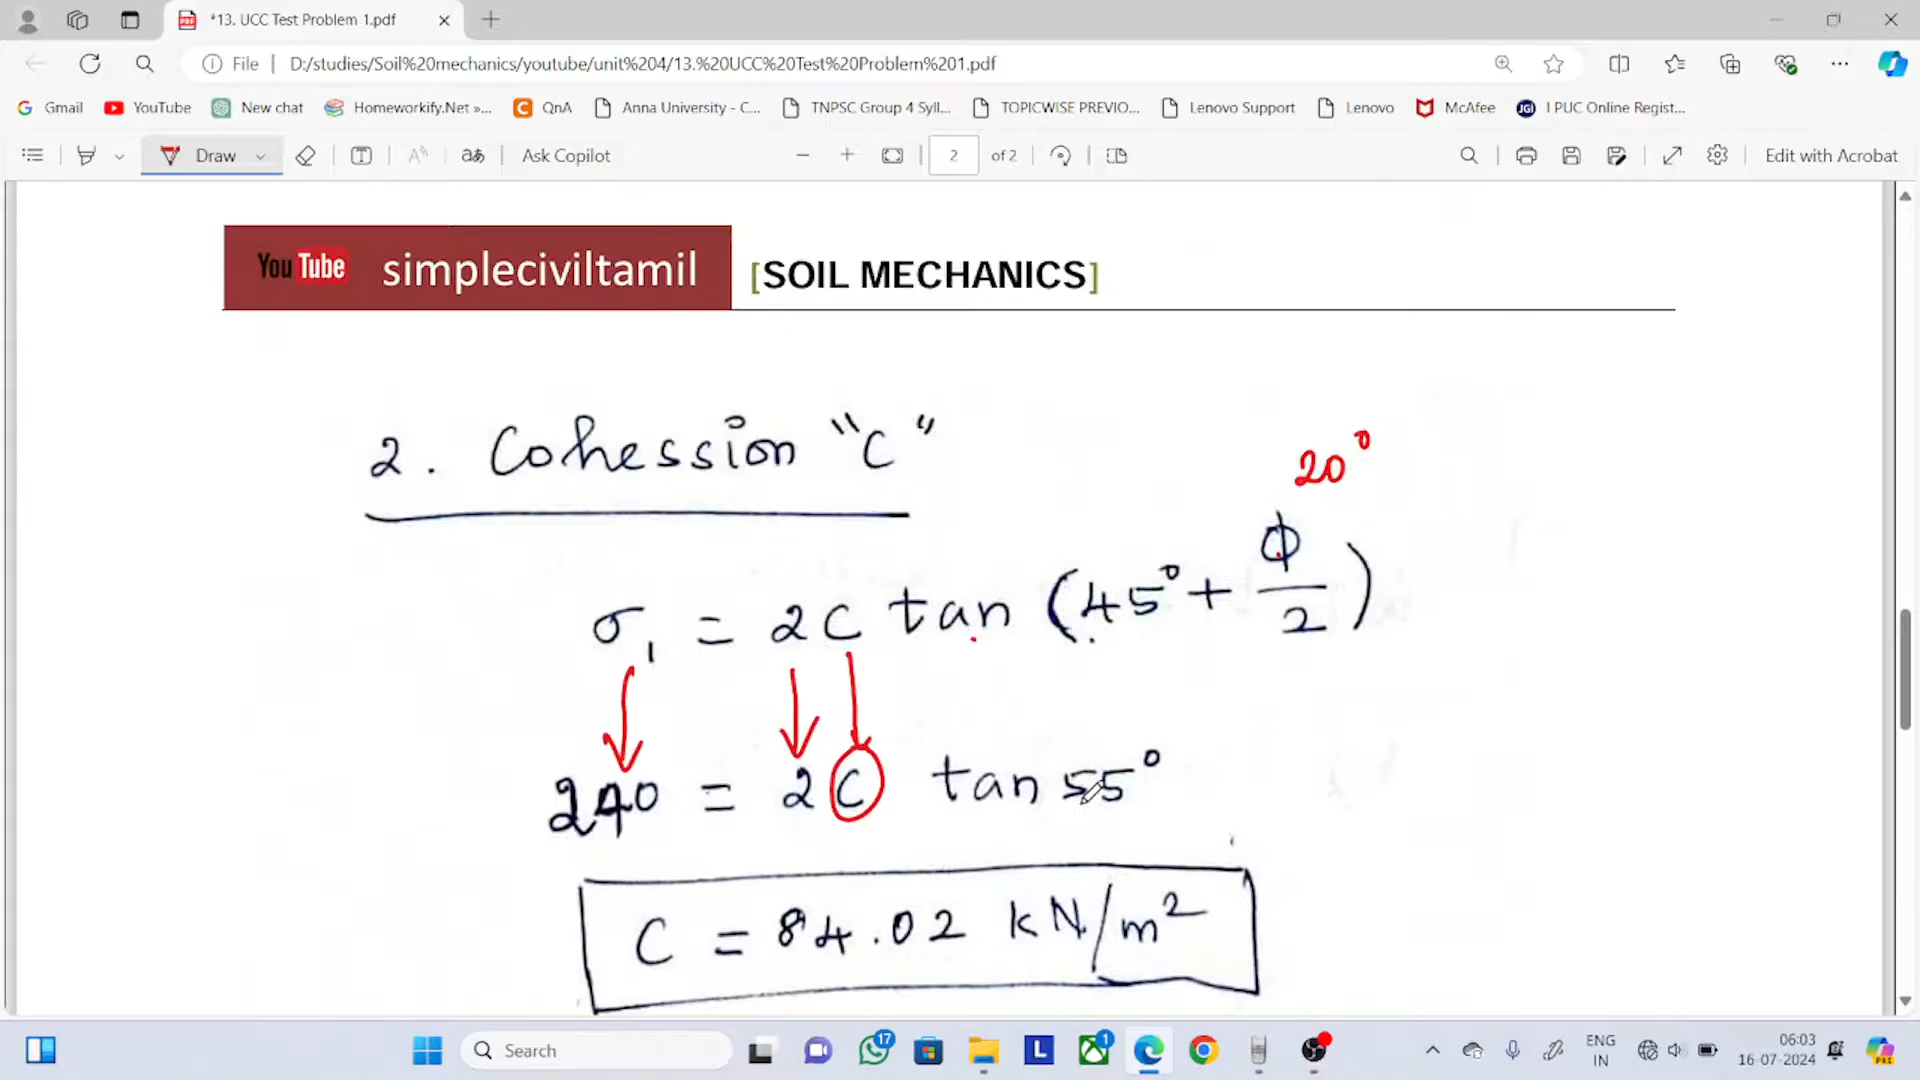 *13. UCC Test Problem 1.pdf
File
D:/studies/Soil%20mechanics/youtube/unit%204/13.%20UCC%20Test%20Problem%201.pdf
Gmail YouTube New chat Homeworkify.Net »... QnA Anna University - C... TNPSC Group 4 Syll... TOPICWISE PREVIO... Lenovo Support Lenovo McAfee I PUC Online Regist...
Draw Ask Copilot 2 of 2 Edit with Acrobat
YouTube simpleciviltamil [SOIL MECHANICS]
2. Cohession "C"
20°
σ₁ = 2C tan (45° + ϕ/2)
240 = 2C tan 55°
C = 84.02 kN/m²
Search
17
1
ENG
IN
06:03
16-07-2024